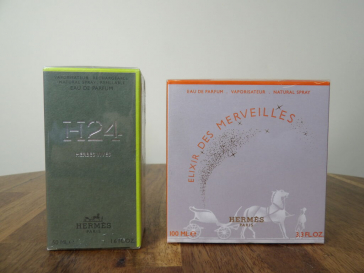 EAU DE PARFUM
H24
HERMÈS
PARIS
EAU DE PARFUM VAPORISATEUR NATURAL SPRAY
ELIXIR DES MERVEILLES
HERMÈS
PARIS
100 ML ℮ 3.3 FL.OZ.